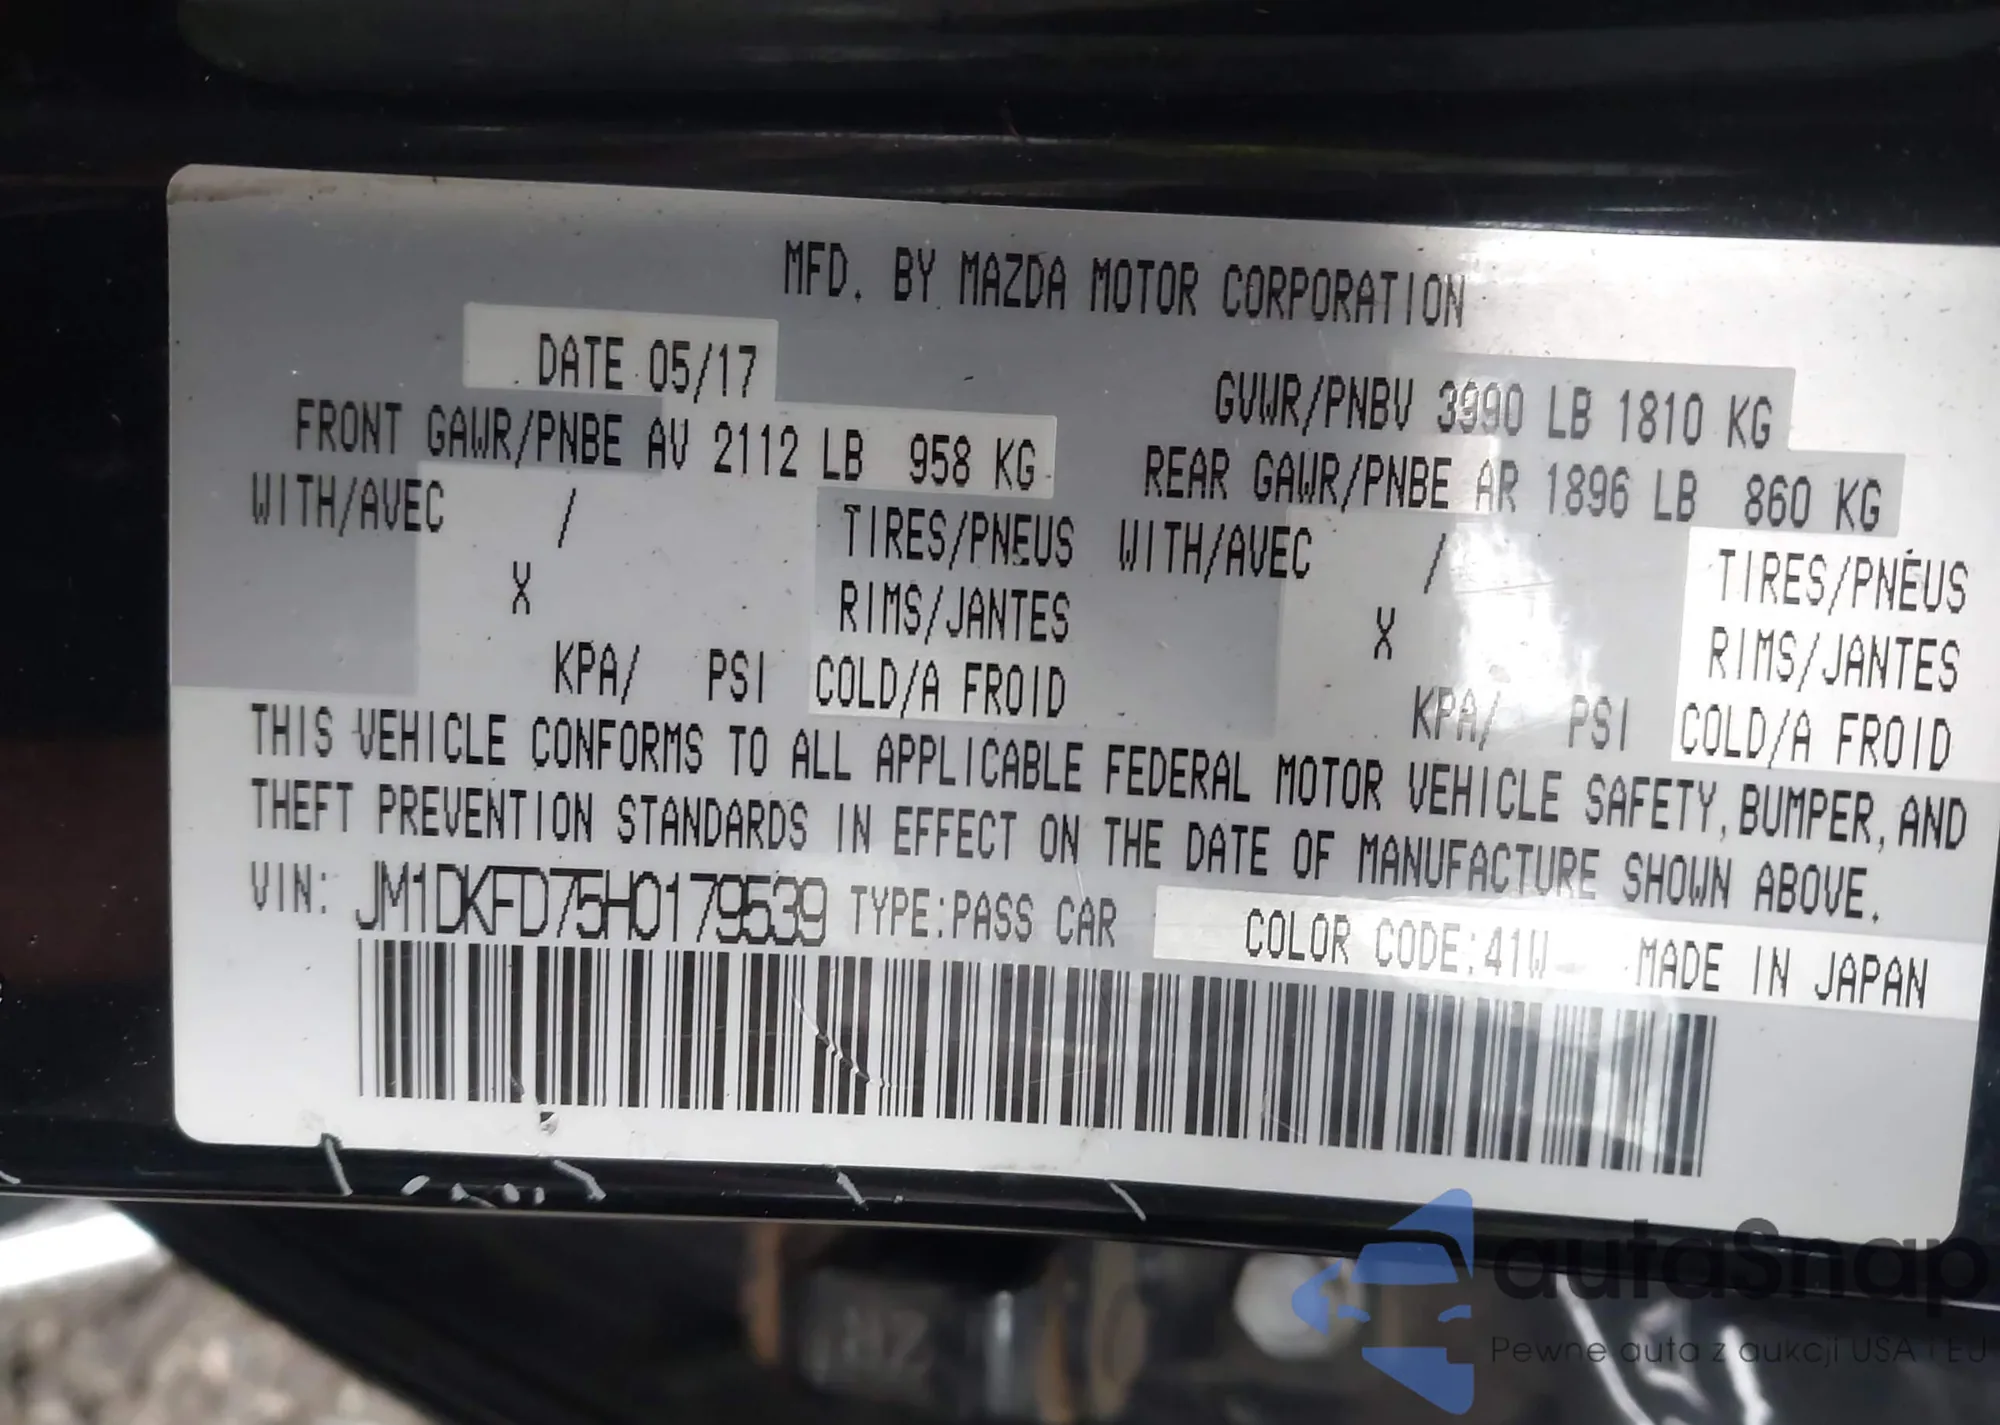 MFD. BY MAZDA MOTOR CORPORATION
DATE 05/17
GVWR/PNBV 3990 LB 1810 KG
FRONT GAWR/PNBE AV 2112 LB 958 KG
REAR GAWR/PNBE AR 1896 LB 860 KG
WITH/AVEC / TIRES/PNEUS WITH/AVEC / TIRES/PNÉUS
X RIMS/JANTES X RIMS/JANTES
KPA/ PSI COLD/A FROID KPA/ PSI COLD/A FROID
THIS VEHICLE CONFORMS TO ALL APPLICABLE FEDERAL MOTOR VEHICLE SAFETY, BUMPER, AND
THEFT PREVENTION STANDARDS IN EFFECT ON THE DATE OF MANUFACTURE SHOWN ABOVE.
VIN: JM1DKFD75H0179539 TYPE:PASS CAR COLOR CODE:41W MADE IN JAPAN
autaSnap
Pewne auta z aukcji USA i EU